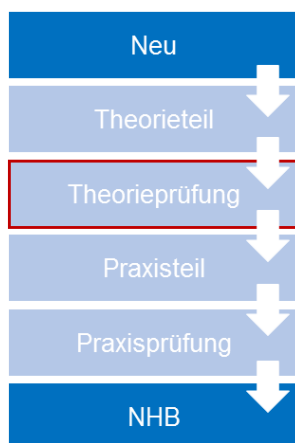 Neu
Theorieteil
Theorieprüfung
Praxisteil
Praxisprüfung
NHB